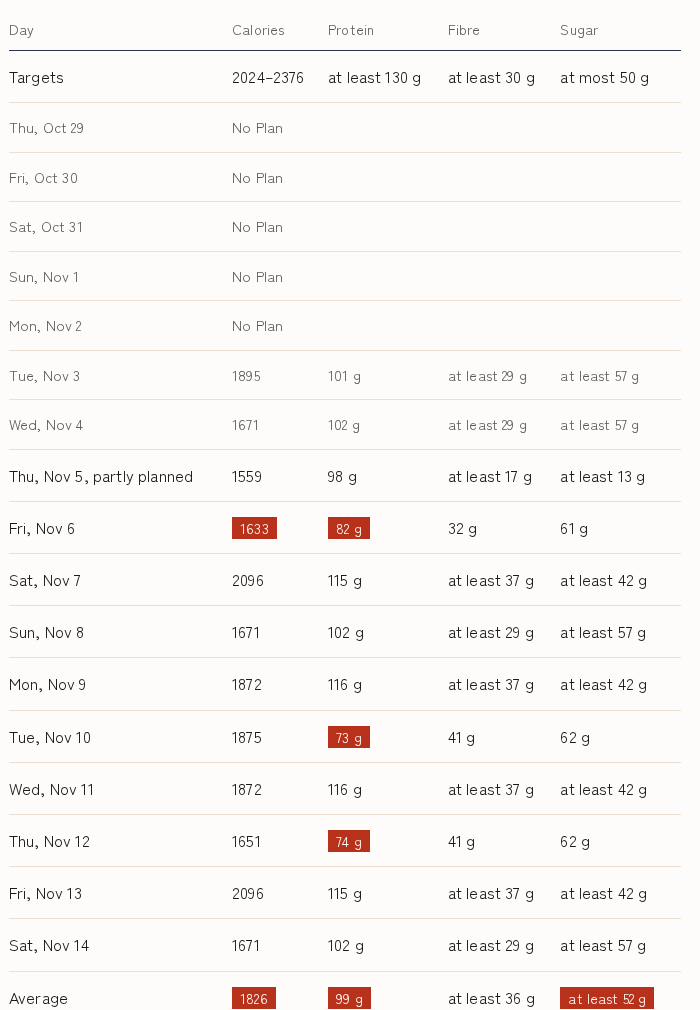 Day Calories Protein Fibre Sugar
Targets 2024–2376 at least 130 g at least 30 g at most 50 g
Thu, Oct 29 No Plan
Fri, Oct 30 No Plan
Sat, Oct 31 No Plan
Sun, Nov 1 No Plan
Mon, Nov 2 No Plan
Tue, Nov 3 1895 101 g at least 29 g at least 57 g
Wed, Nov 4 1671 102 g at least 29 g at least 57 g
Thu, Nov 5, partly planned 1559 98 g at least 17 g at least 13 g
Fri, Nov 6 1633 82 g 32 g 61 g
Sat, Nov 7 2096 115 g at least 37 g at least 42 g
Sun, Nov 8 1671 102 g at least 29 g at least 57 g
Mon, Nov 9 1872 116 g at least 37 g at least 42 g
Tue, Nov 10 1875 73 g 41 g 62 g
Wed, Nov 11 1872 116 g at least 37 g at least 42 g
Thu, Nov 12 1651 74 g 41 g 62 g
Fri, Nov 13 2096 115 g at least 37 g at least 42 g
Sat, Nov 14 1671 102 g at least 29 g at least 57 g
Average 1826 99 g at least 36 g at least 52 g